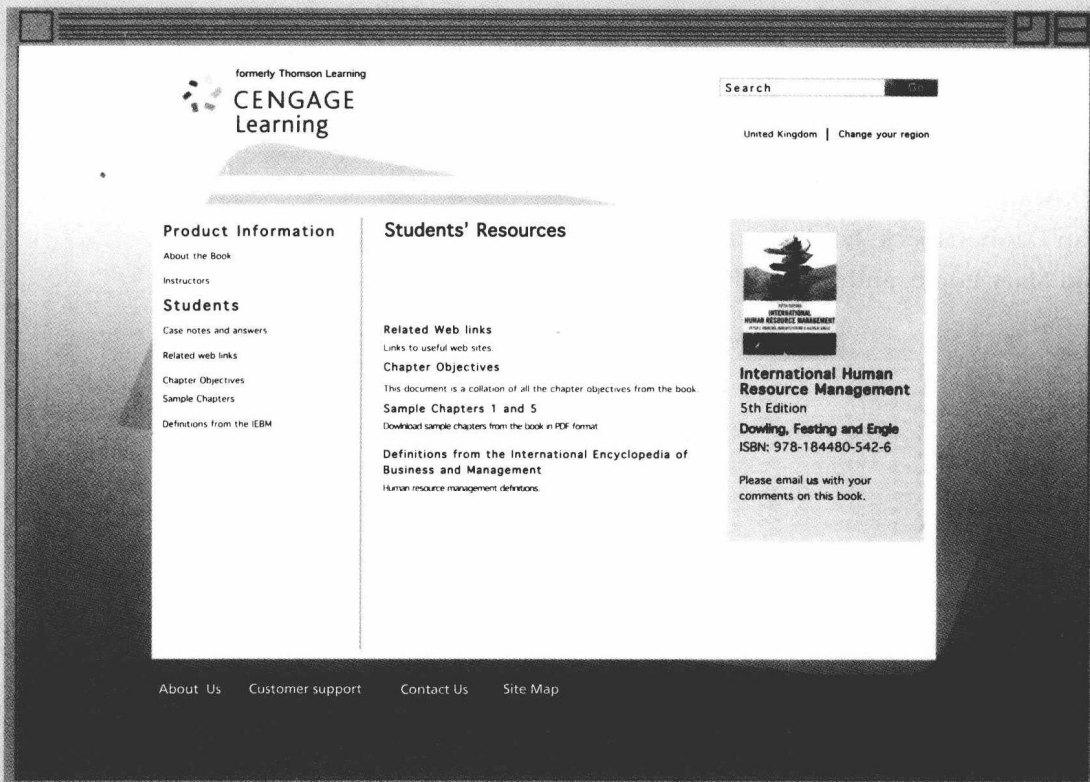 formerly Thomson Learning
CENGAGE
Learning
Search
Go
United Kingdom | Change your region
Product Information
About the Book
Instructors
Students
Case notes and answers
Related web links
Chapter Objectives
Sample Chapters
Definitions from the IEBM
Students' Resources
Related Web links
Links to useful web sites.
Chapter Objectives
This document is a collation of all the chapter objectives from the book.
Sample Chapters 1 and 5
Download sample chapters from the book in PDF format
Definitions from the International Encyclopedia of
Business and Management
Human resource management definitions.
INTERNATIONAL
HUMAN RESOURCE MANAGEMENT
International Human
Resource Management
5th Edition
Dowling, Festing and Engle
ISBN: 978-184480-542-6
Please email us with your
comments on this book.
About Us
Customer support
Contact Us
Site Map